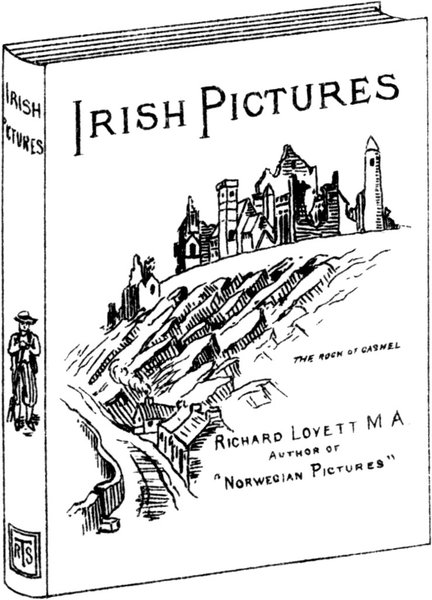 IRISH
PICTURES
IRISH PICTURES
THE ROCK OF CASHEL
RICHARD LOVETT M A
AUTHOR OF
"NORWEGIAN PICTURES"
RTS